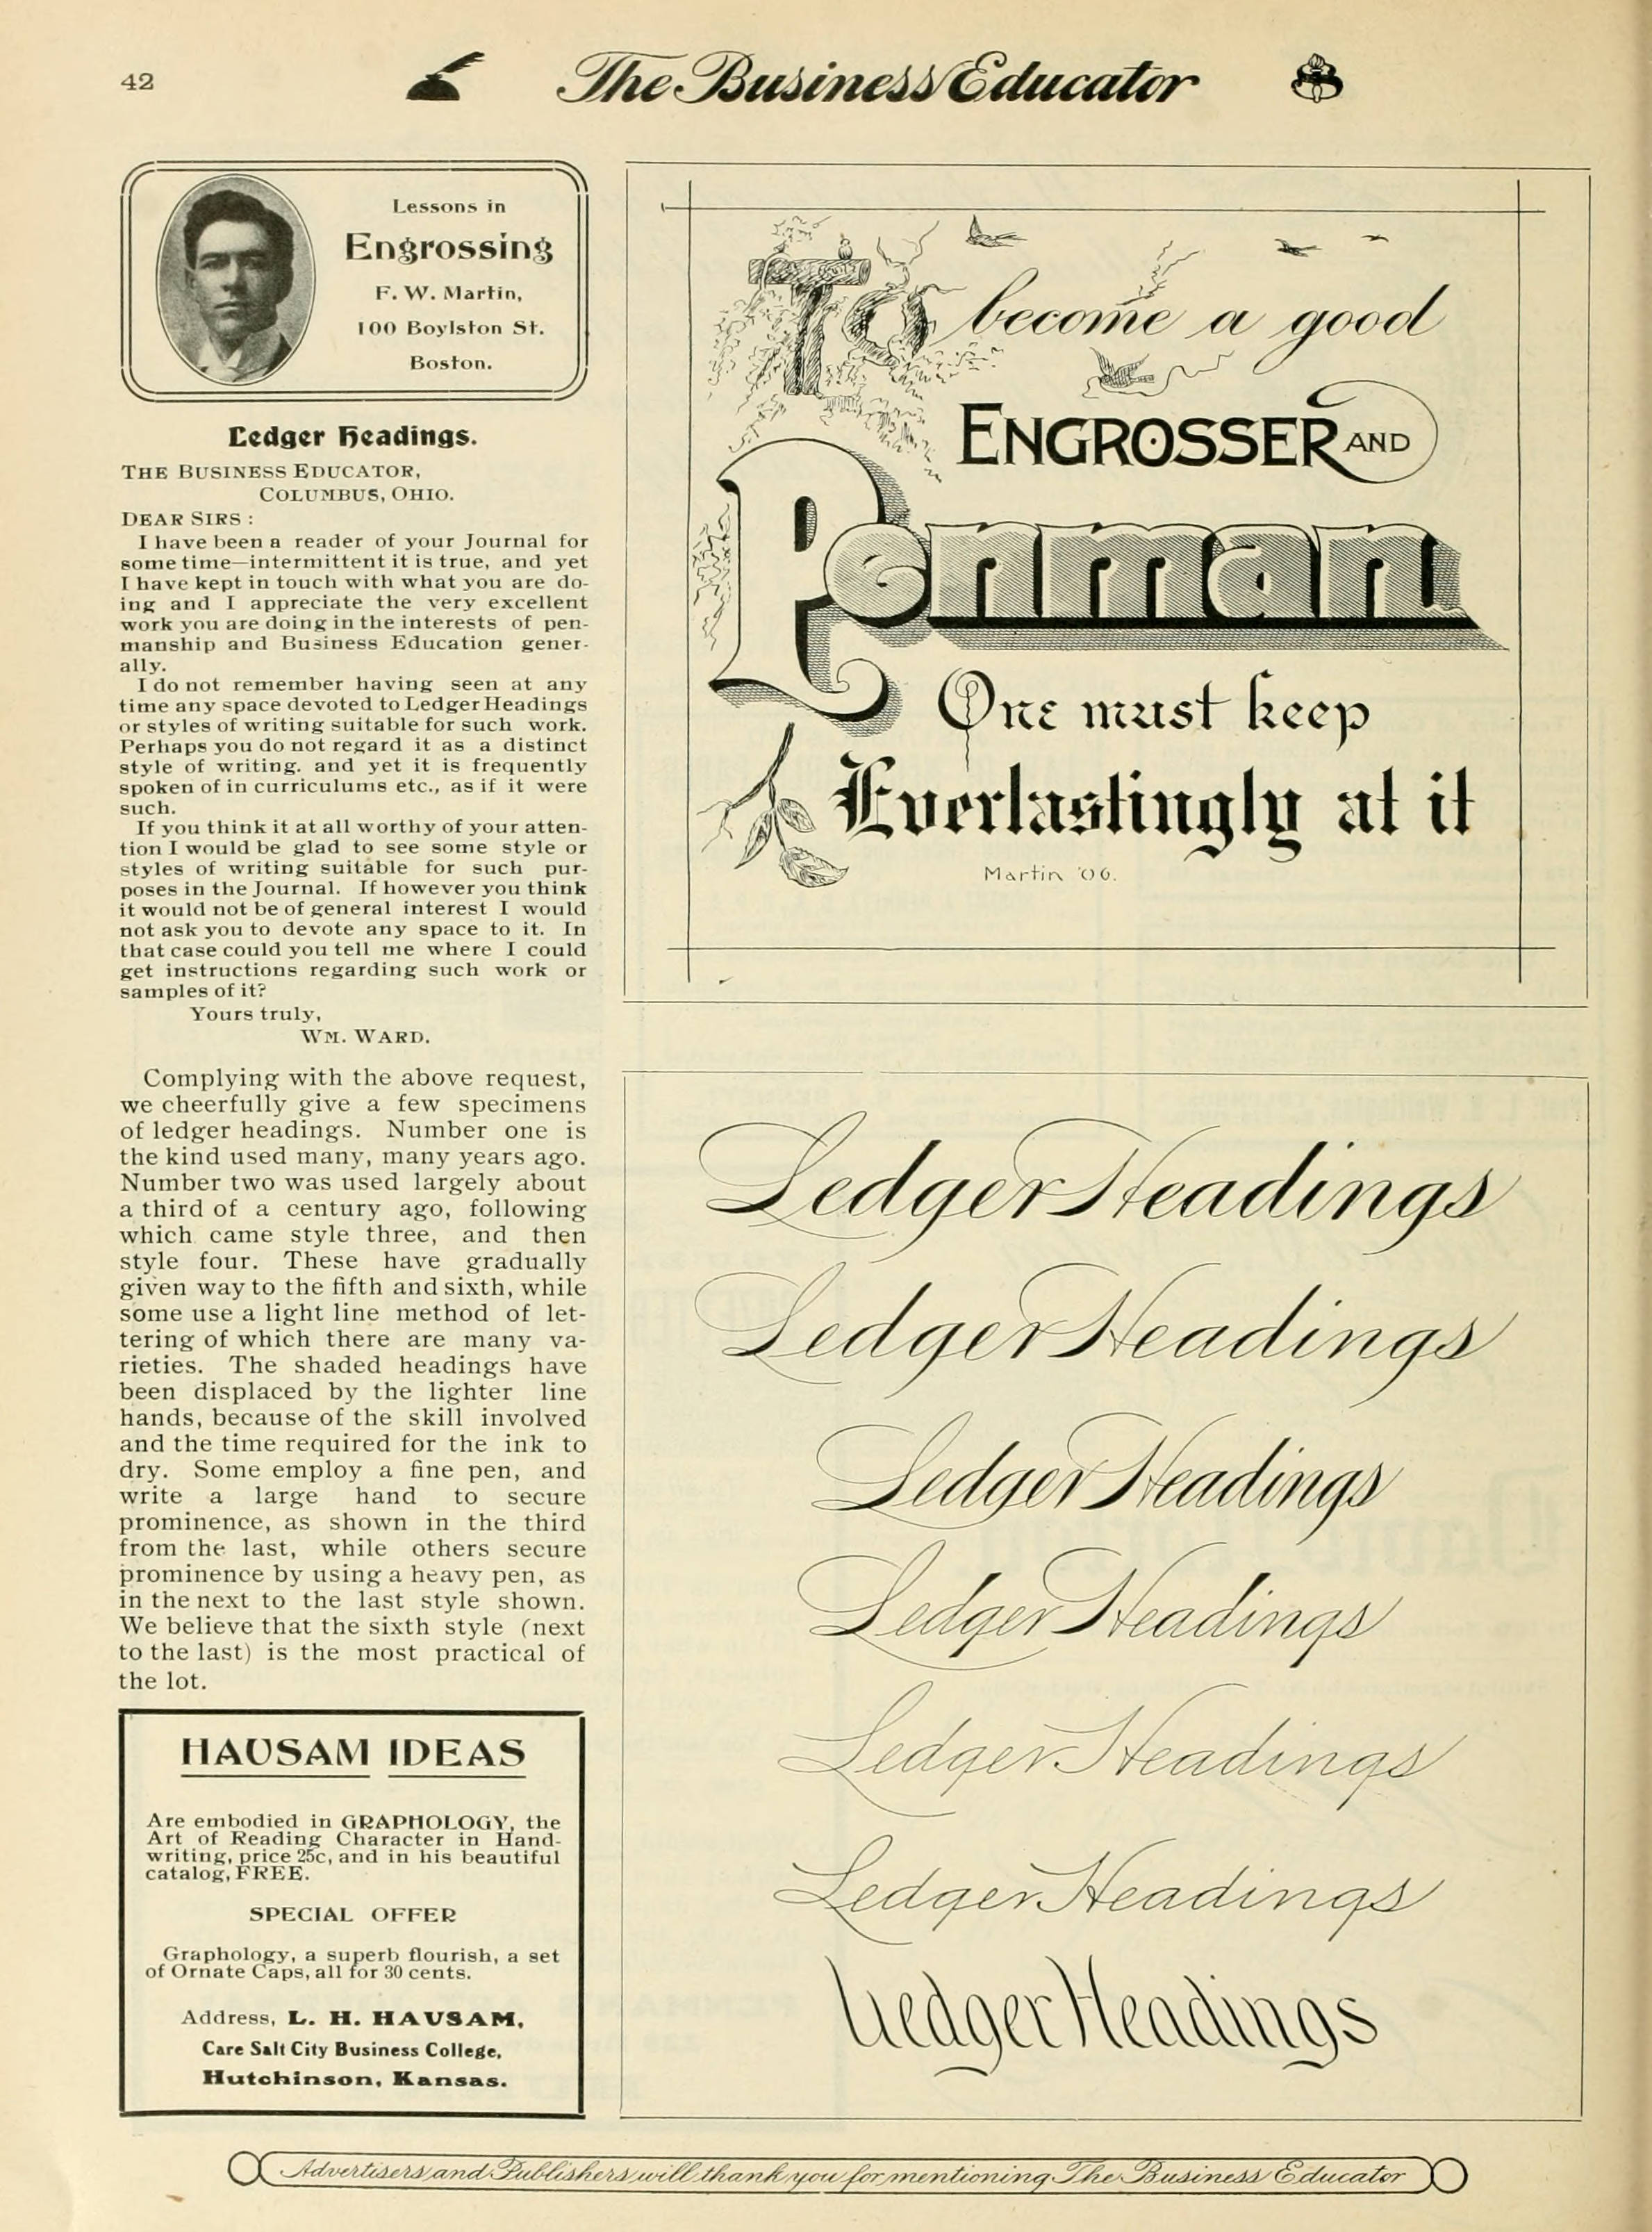 42
The Business Educator
Lessons in
Engrossing
F. W. Martin,
100 Boylston St.
Boston.
Ledger Headings.
THE BUSINESS EDUCATOR,
COLUMBUS, OHIO.
DEAR SIRS :
I have been a reader of your Journal for
some time—intermittent it is true, and yet
I have kept in touch with what you are do-
ing and I appreciate the very excellent
work you are doing in the interests of pen-
manship and Business Education gener-
ally.
I do not remember having seen at any
time any space devoted to Ledger Headings
or styles of writing suitable for such work.
Perhaps you do not regard it as a distinct
style of writing. and yet it is frequently
spoken of in curriculums etc., as if it were
such.
If you think it at all worthy of your atten-
tion I would be glad to see some style or
styles of writing suitable for such pur-
poses in the Journal. If however you think
it would not be of general interest I would
not ask you to devote any space to it. In
that case could you tell me where I could
get instructions regarding such work or
samples of it?
Yours truly,
WM. WARD.
Complying with the above request,
we cheerfully give a few specimens
of ledger headings. Number one is
the kind used many, many years ago.
Number two was used largely about
a third of a century ago, following
which came style three, and then
style four. These have gradually
given way to the fifth and sixth, while
some use a light line method of let-
tering of which there are many va-
rieties. The shaded headings have
been displaced by the lighter line
hands, because of the skill involved
and the time required for the ink to
dry. Some employ a fine pen, and
write a large hand to secure
prominence, as shown in the third
from the last, while others secure
prominence by using a heavy pen, as
in the next to the last style shown.
We believe that the sixth style (next
to the last) is the most practical of
the lot.
HAUSAM IDEAS
Are embodied in GRAPHOLOGY, the
Art of Reading Character in Hand-
writing, price 25c, and in his beautiful
catalog, FREE.
SPECIAL OFFER
Graphology, a superb flourish, a set
of Ornate Caps, all for 30 cents.
Address, L. H. HAUSAM,
Care Salt City Business College,
Hutchinson, Kansas.
To become a good
ENGROSSER AND
Penman
One must keep
Everlastingly at it
Martin '06.
Ledger Headings
Ledger Headings
Ledger Headings
Ledger Headings
Ledger Headings
Ledger Headings
Ledger Headings
Advertisers and Publishers will thank you for mentioning The Business Educator